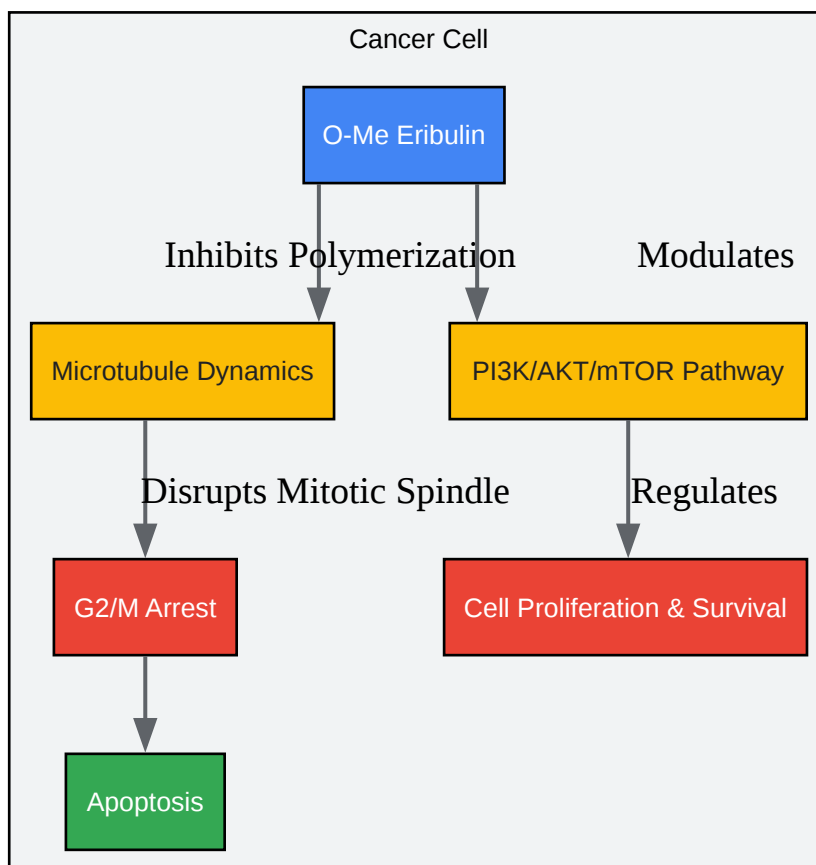 Cancer Cell
O-Me Eribulin
Inhibits Polymerization
Modulates
Microtubule Dynamics
PI3K/AKT/mTOR Pathway
Disrupts Mitotic Spindle
Regulates
G2/M Arrest
Cell Proliferation & Survival
Apoptosis